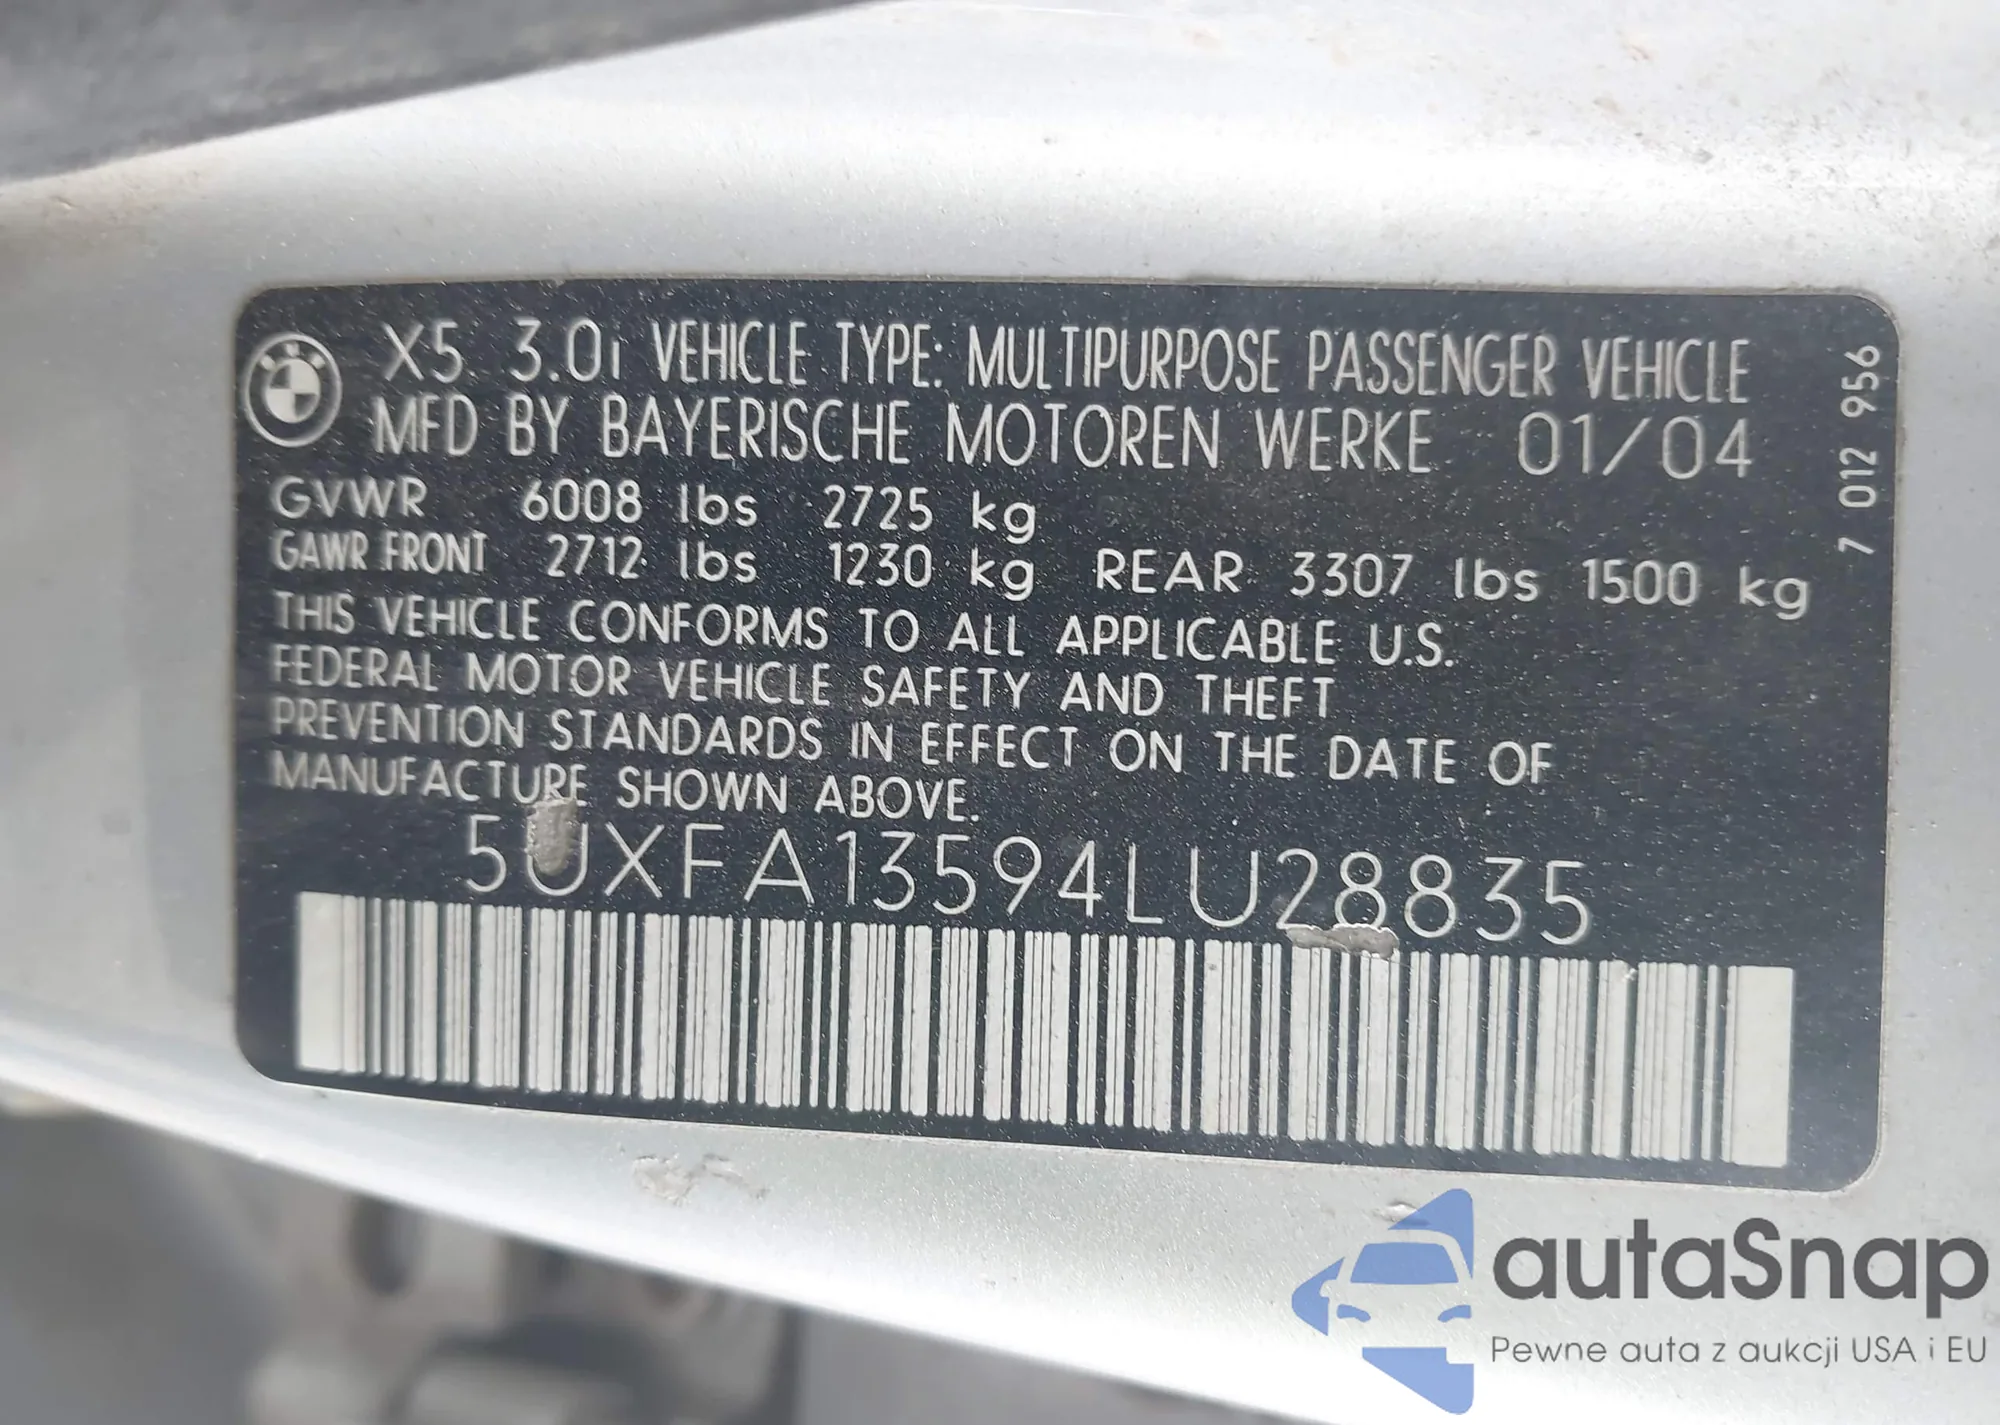 X5 3.0i VEHICLE TYPE: MULTIPURPOSE PASSENGER VEHICLE
MFD BY BAYERISCHE MOTOREN WERKE 01/04
GVWR 6008 lbs 2725 kg
GAWR FRONT 2712 lbs 1230 kg REAR 3307 lbs 1500 kg
THIS VEHICLE CONFORMS TO ALL APPLICABLE U.S.
FEDERAL MOTOR VEHICLE SAFETY AND THEFT
PREVENTION STANDARDS IN EFFECT ON THE DATE OF
MANUFACTURE SHOWN ABOVE.
5UXFA13594LU28835
7 012 956
autaSnap
Pewne auta z aukcji USA i EU